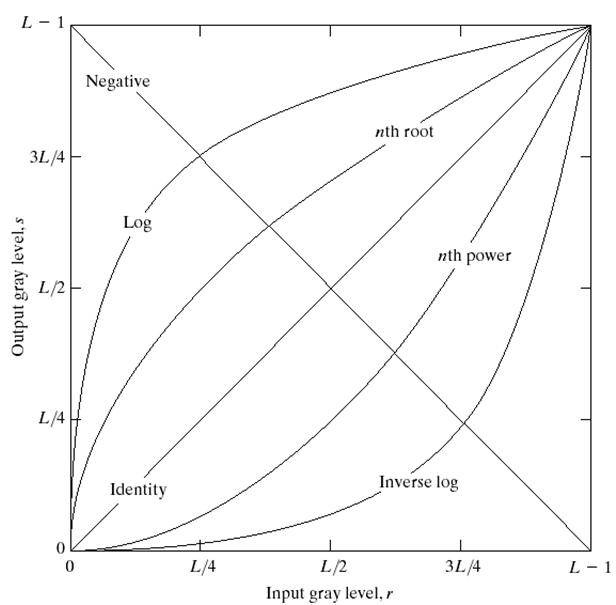 L − 1
Negative
nth root
3L/4
Log
nth power
L/2
Output gray level, s
L/4
Identity
Inverse log
0
0
L/4
L/2
3L/4
L − 1
Input gray level, r